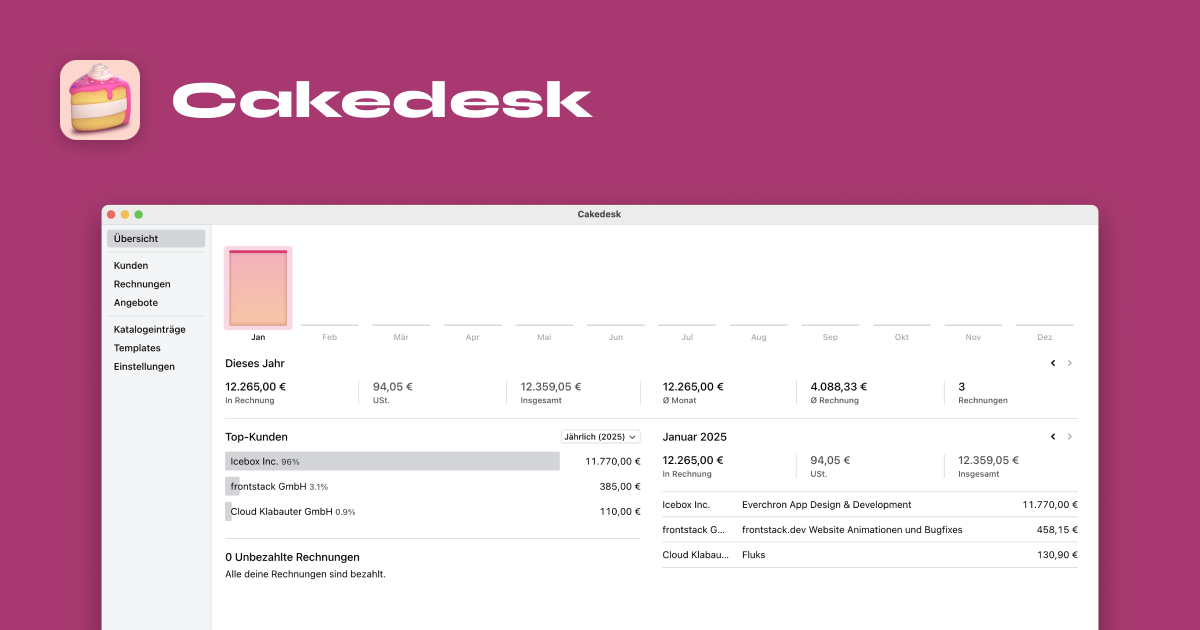 Cakedesk
Cakedesk
Übersicht
Kunden
Rechnungen
Angebote
Katalogeinträge
Templates
Einstellungen
Jan Feb Mär Apr Mai Jun Jul Aug Sep Okt Nov Dez
Dieses Jahr
12.265,00 € 94,05 € 12.359,05 € 12.265,00 € 4.088,33 € 3
In Rechnung USt. Insgesamt Ø Monat Ø Rechnung Rechnungen
Top-Kunden Jährlich (2025)
Icebox Inc. 96% 11.770,00 €
frontstack GmbH 3.1% 385,00 €
Cloud Klabauter GmbH 0.9% 110,00 €
0 Unbezahlte Rechnungen
Alle deine Rechnungen sind bezahlt.
Januar 2025
12.265,00 € 94,05 € 12.359,05 €
In Rechnung USt. Insgesamt
Icebox Inc. Everchron App Design & Development 11.770,00 €
frontstack G... frontstack.dev Website Animationen und Bugfixes 458,15 €
Cloud Klabau... Fluks 130,90 €